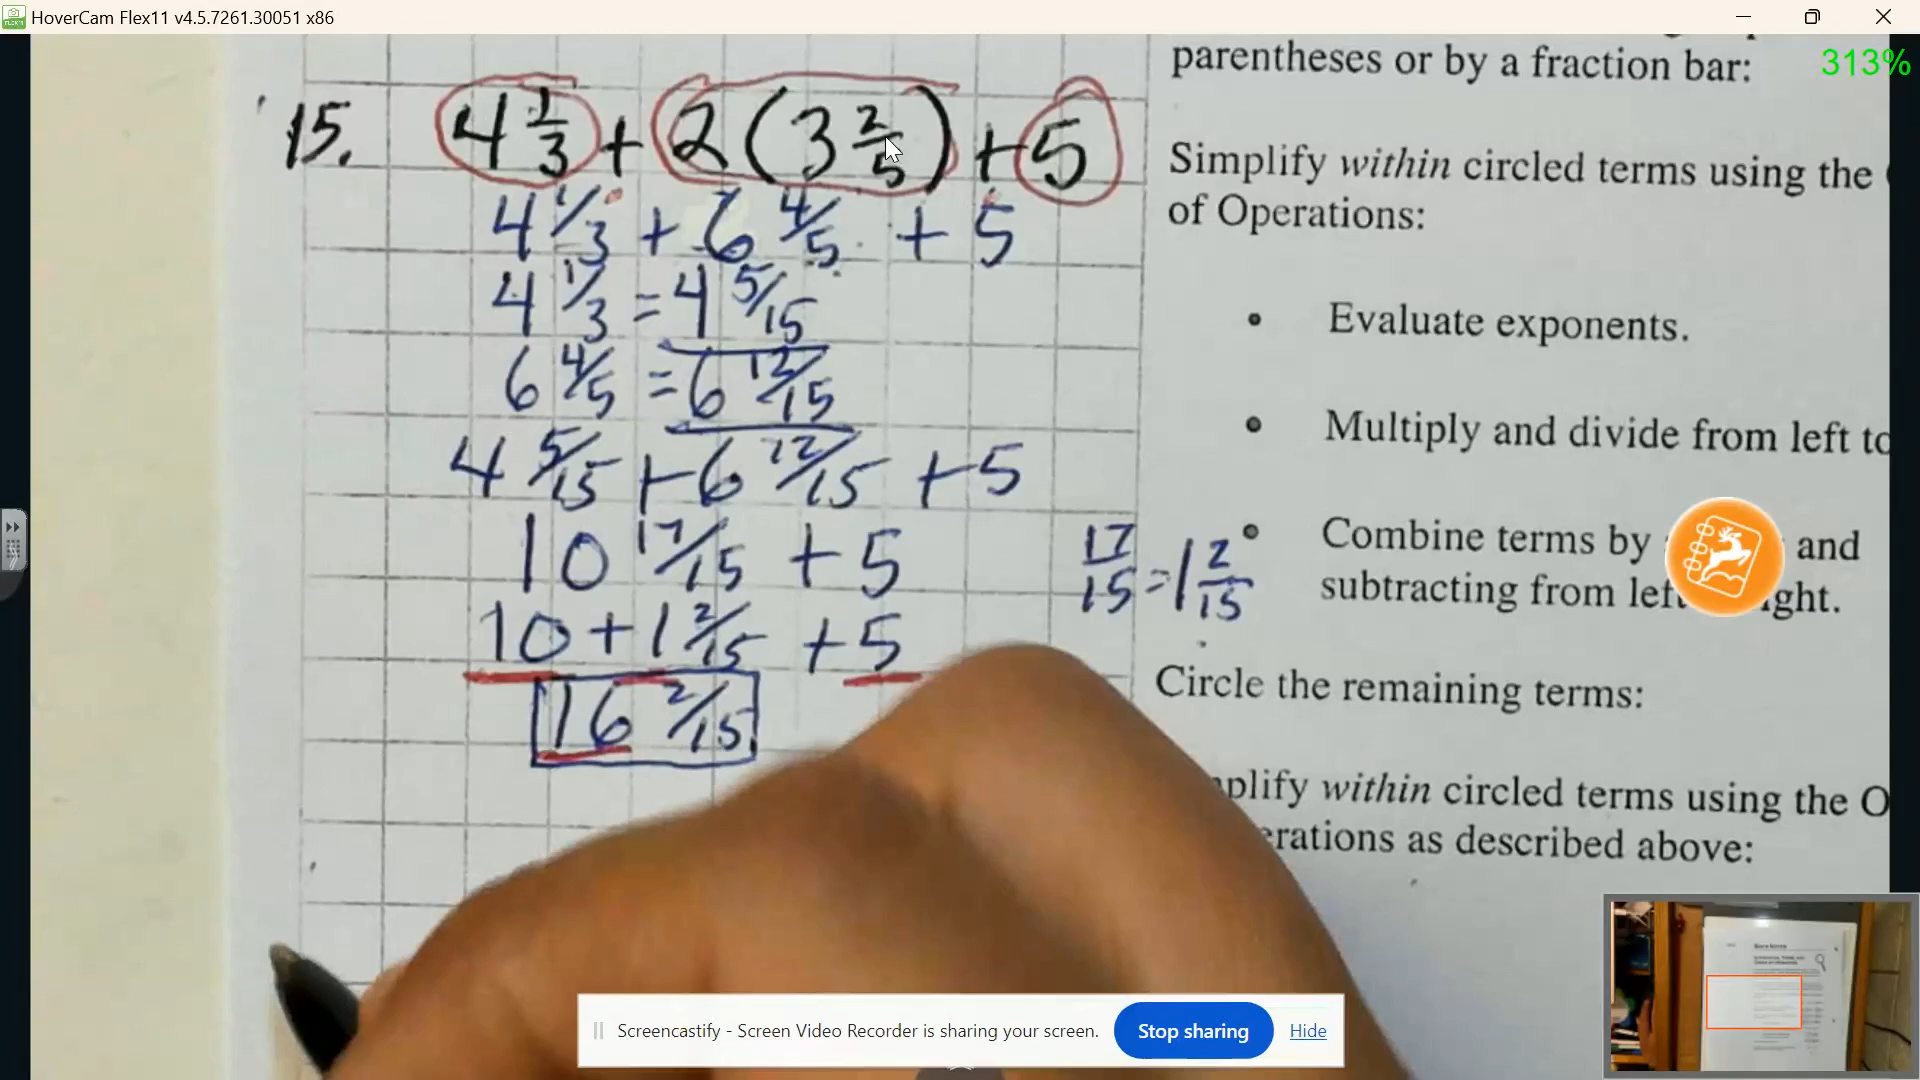 HoverCam Flex11 v4.5.7261.30051 x86
313%
15. 4 1/3 + 2 (3 2/5) + 5
4 1/3 + 6 4/5 + 5
4 1/3 = 4 5/15
6 4/5 = 6 12/15
4 5/15 + 6 12/15 + 5
10 17/15 + 5
17/15 = 1 2/15
10 + 1 2/15 + 5
16 2/15
parentheses or by a fraction bar:
Simplify within circled terms using the
of Operations:
• Evaluate exponents.
• Multiply and divide from left to
• Combine terms by and
subtracting from left ght.
Circle the remaining terms:
plify within circled terms using the O
erations as described above:
Screencastify - Screen Video Recorder is sharing your screen.
Stop sharing
Hide